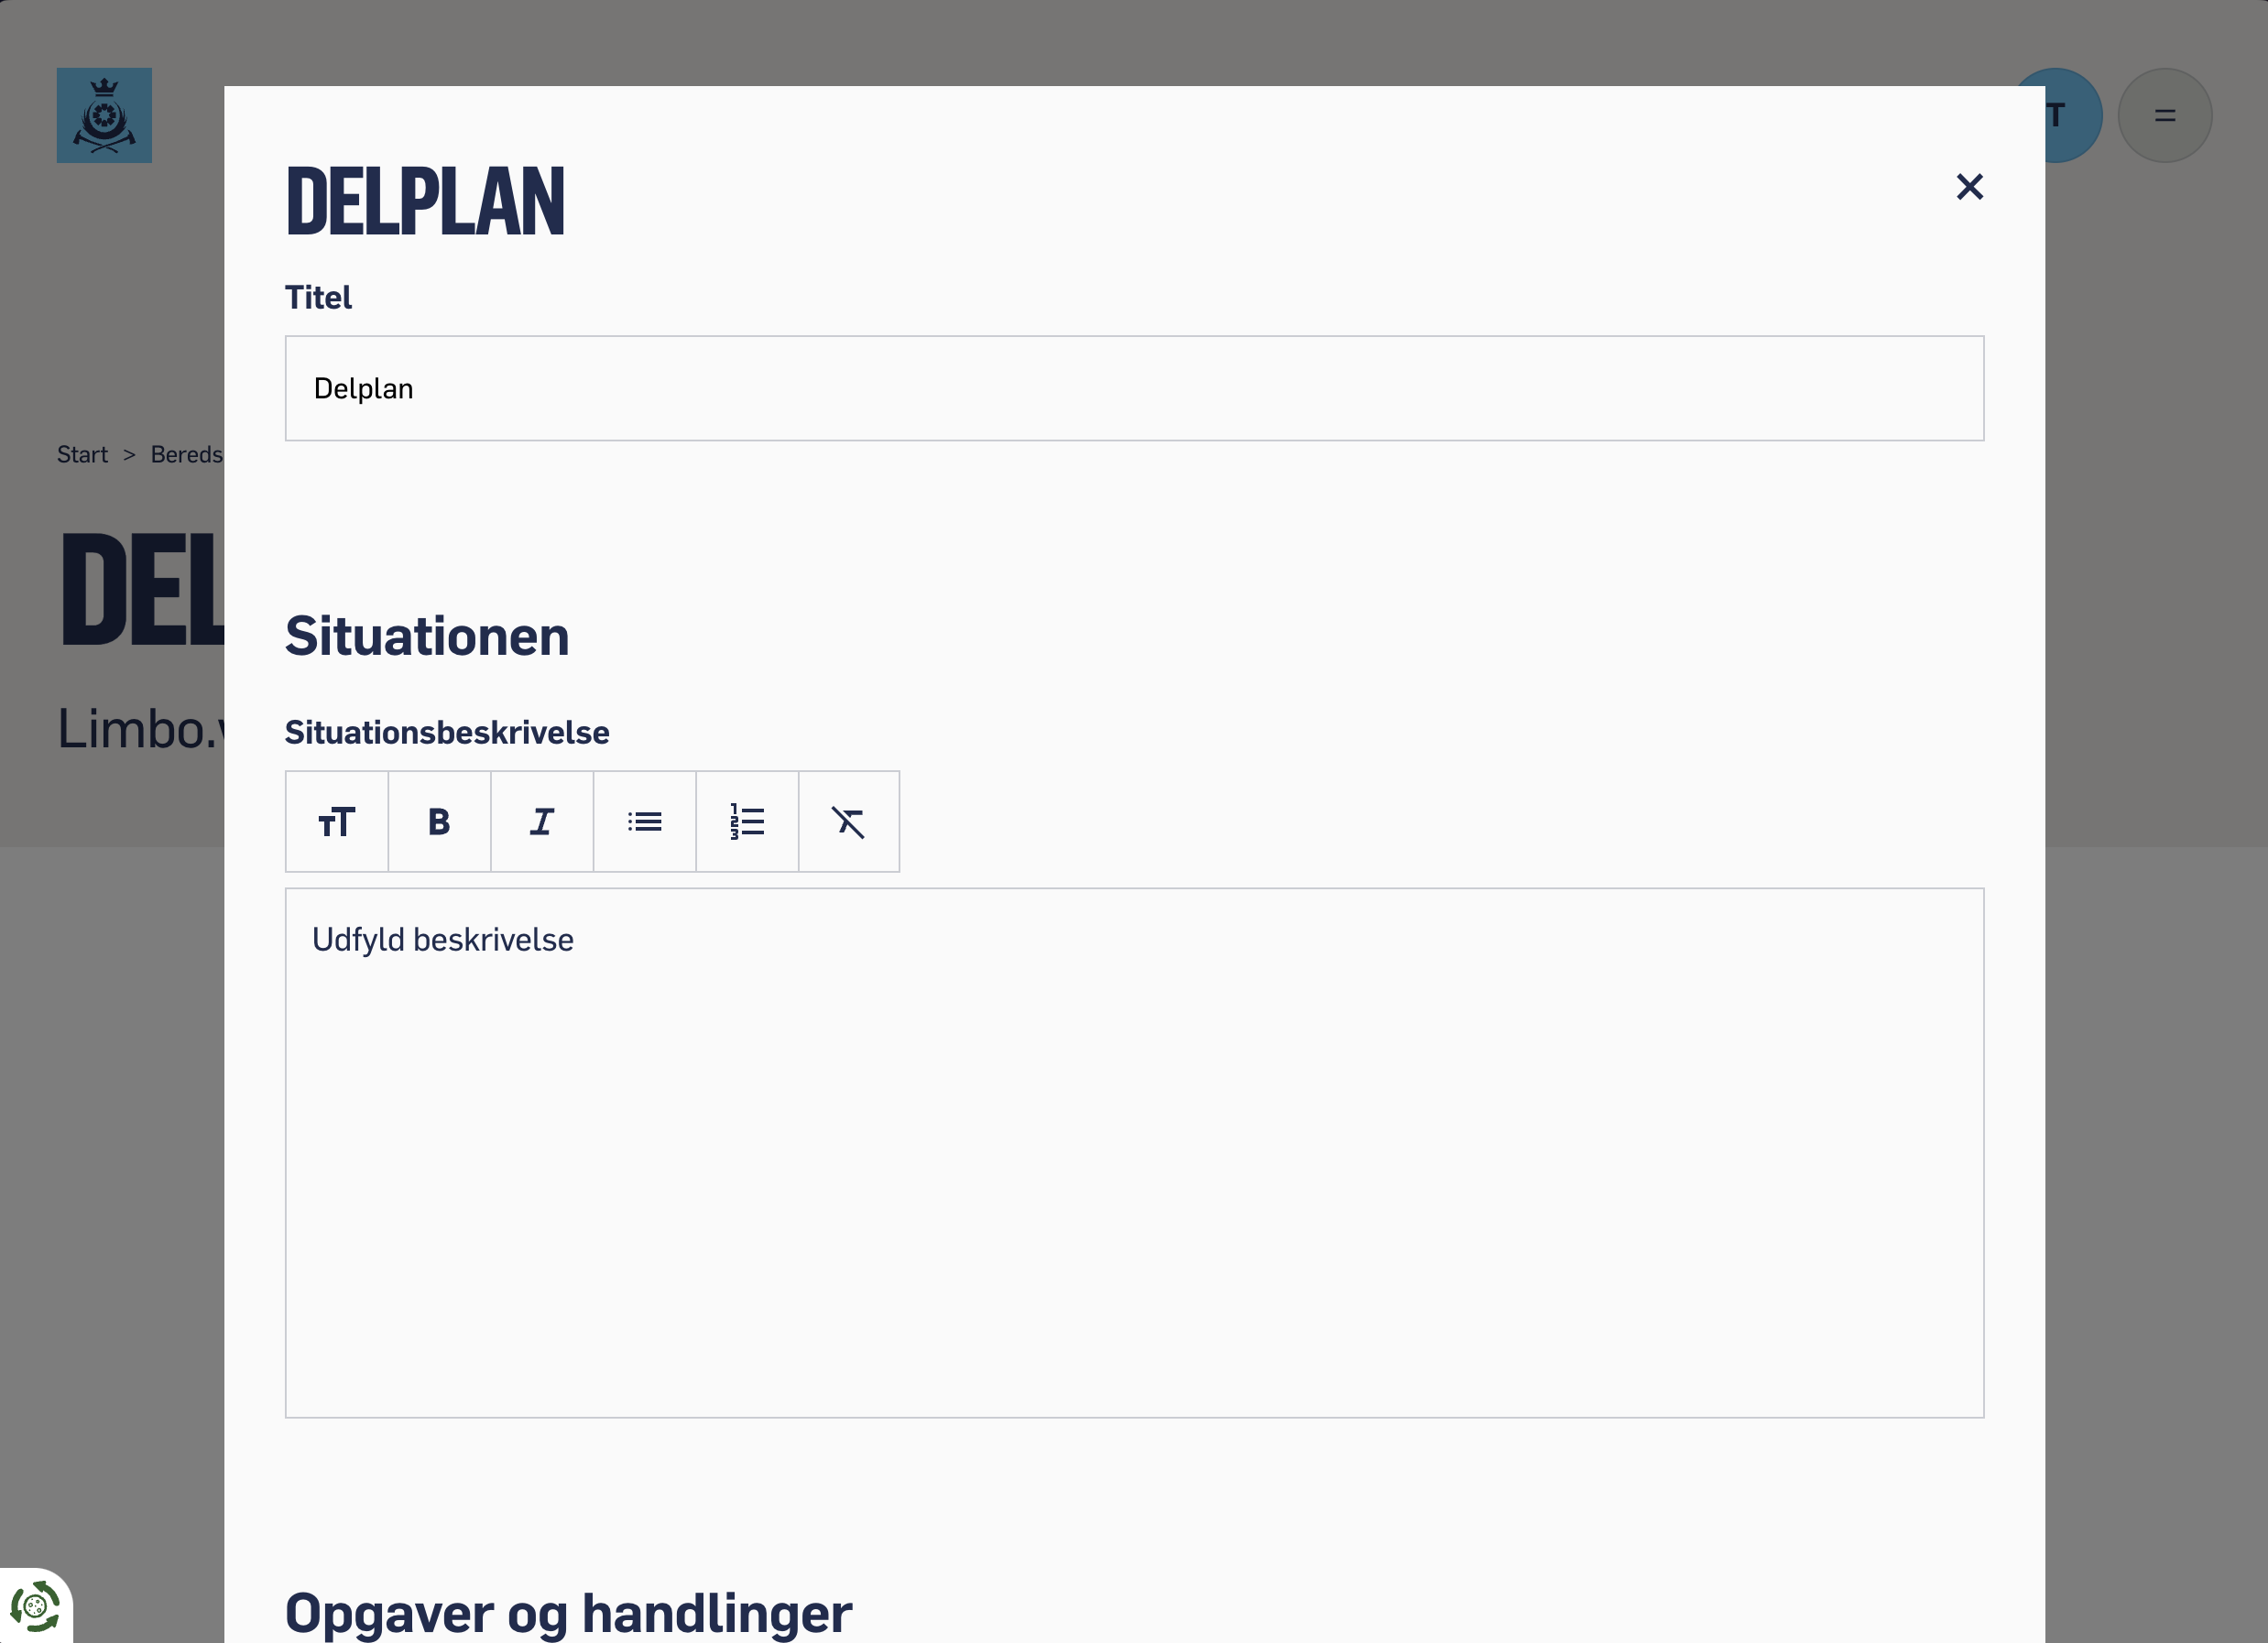 T
DELPLAN
Titel
Delplan
Start > Bereds
DEL
Limbo.
Situationen
Situationsbeskrivelse
Udfyld beskrivelse
Opgaver og handlinger